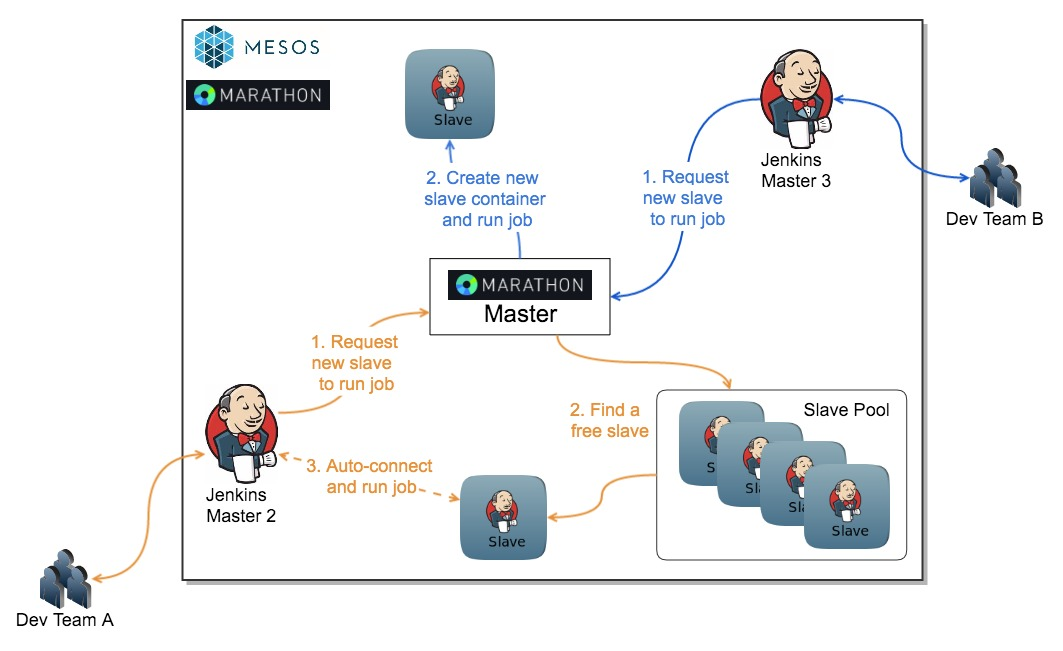 MESOS
MARATHON
Slave
Jenkins
Master 3
Dev Team B
2. Create new
slave container
and run job
1. Request
new slave
to run job
MARATHON
Master
1. Request
new slave
to run job
Slave Pool
S
Sl
Sl
Slave
2. Find a
free slave
3. Auto-connect
and run job
Slave
Jenkins
Master 2
Dev Team A